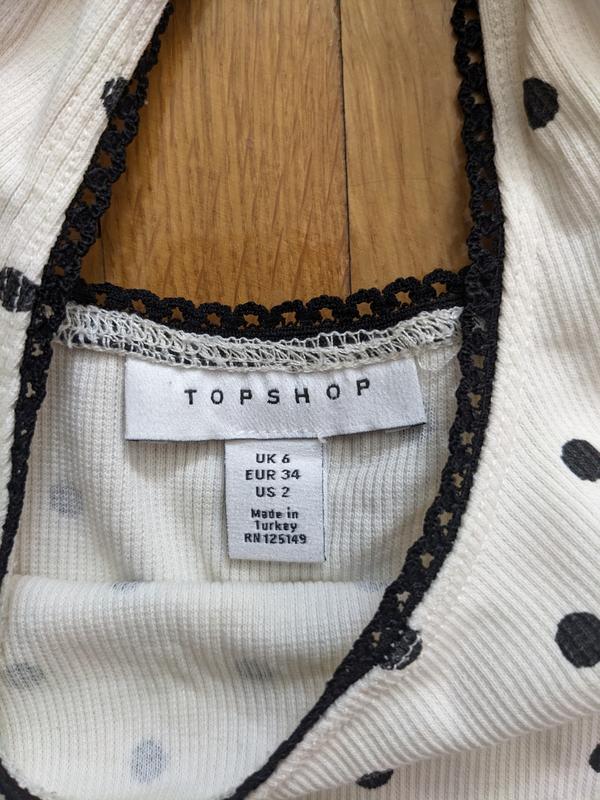 TOPSHOP
UK 6
EUR 34
US 2
Made in
Turkey
RN 125149